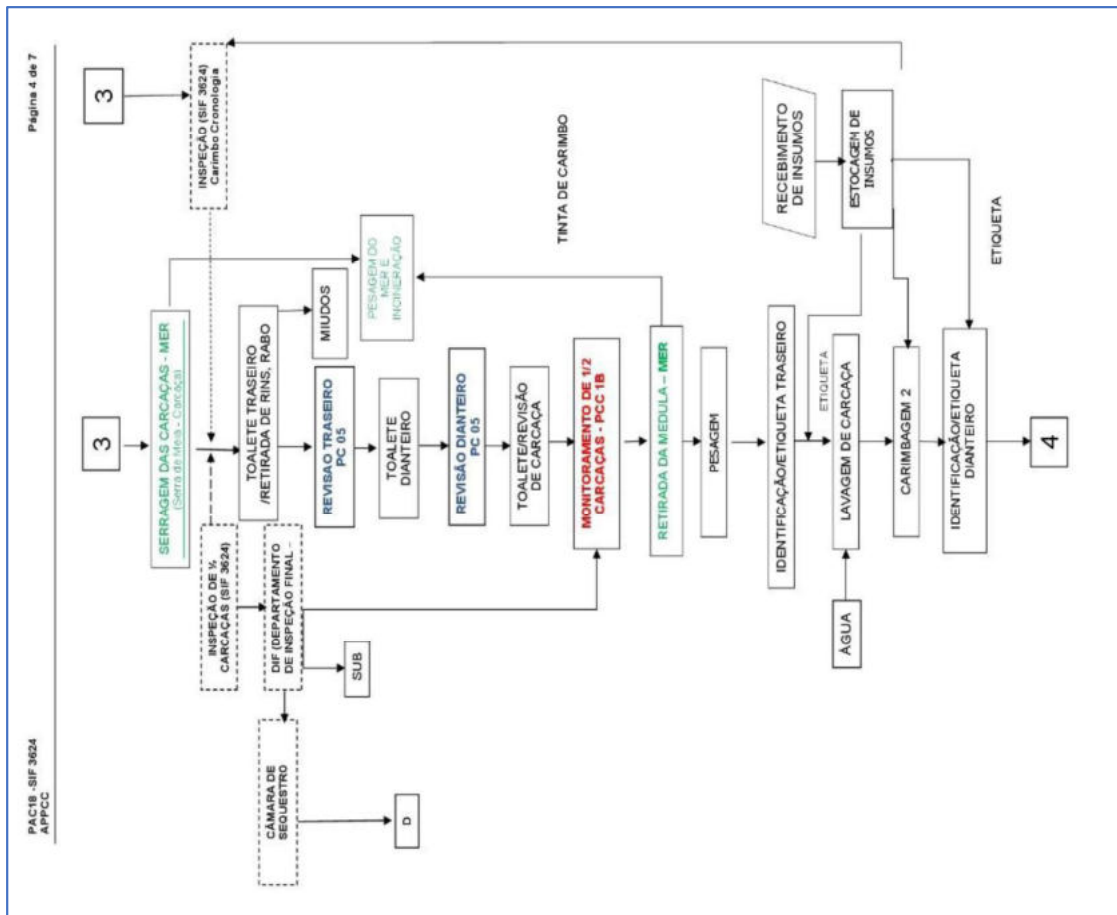 PAC18 -SIF 3624
APPCC
Página 4 de 7
3
3
SERRAGEM DAS CARCAÇAS - MER
(Serra de Meia - Carcaça)
INSPEÇÃO (SIF 3624)
Carimbo Cronologia
INSPEÇÃO DE ½
CARCAÇAS (SIF 3624)
TOALETE TRASEIRO
/RETIRADA DE RINS, RABO
DIF (DEPARTAMENTO
DE INSPEÇÃO FINAL –
CÂMARA DE
SEQUESTRO
D
SUB
MIUDOS
REVISAO TRASEIRO
PC 05
PESAGEM DO
MER E
INCINERAÇÃO
TOALETE
DIANTEIRO
REVISÃO DIANTEIRO
PC 05
TOALETE/REVISÃO
DE CARCAÇA
MONITORAMENTO DE 1/2
CARCAÇAS - PCC 1B
TINTA DE CARIMBO
RETIRADA DA MEDULA – MER
PESAGEM
RECEBIMENTO
DE INSUMOS
IDENTIFICAÇÃO/ETIQUETA TRASEIRO
ETIQUETA
ESTOCAGEM DE
INSUMOS
ÀGUA
LAVAGEM DE CARCAÇA
CARIMBAGEM 2
IDENTIFICAÇÃO/ETIQUETA
DIANTEIRO
ETIQUETA
4